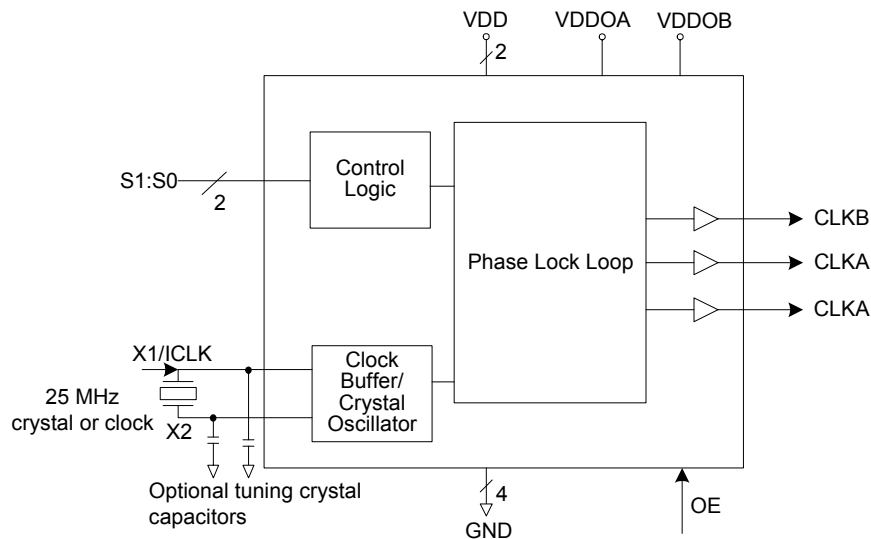 VDD
VDDOA
VDDOB
2
Control
Logic
S1:S0
2
Phase Lock Loop
CLKB
CLKA
CLKA
X1/ICLK
Clock
Buffer/
Crystal
Oscillator
25 MHz
crystal or clock
X2
Optional tuning crystal
capacitors
4
GND
OE